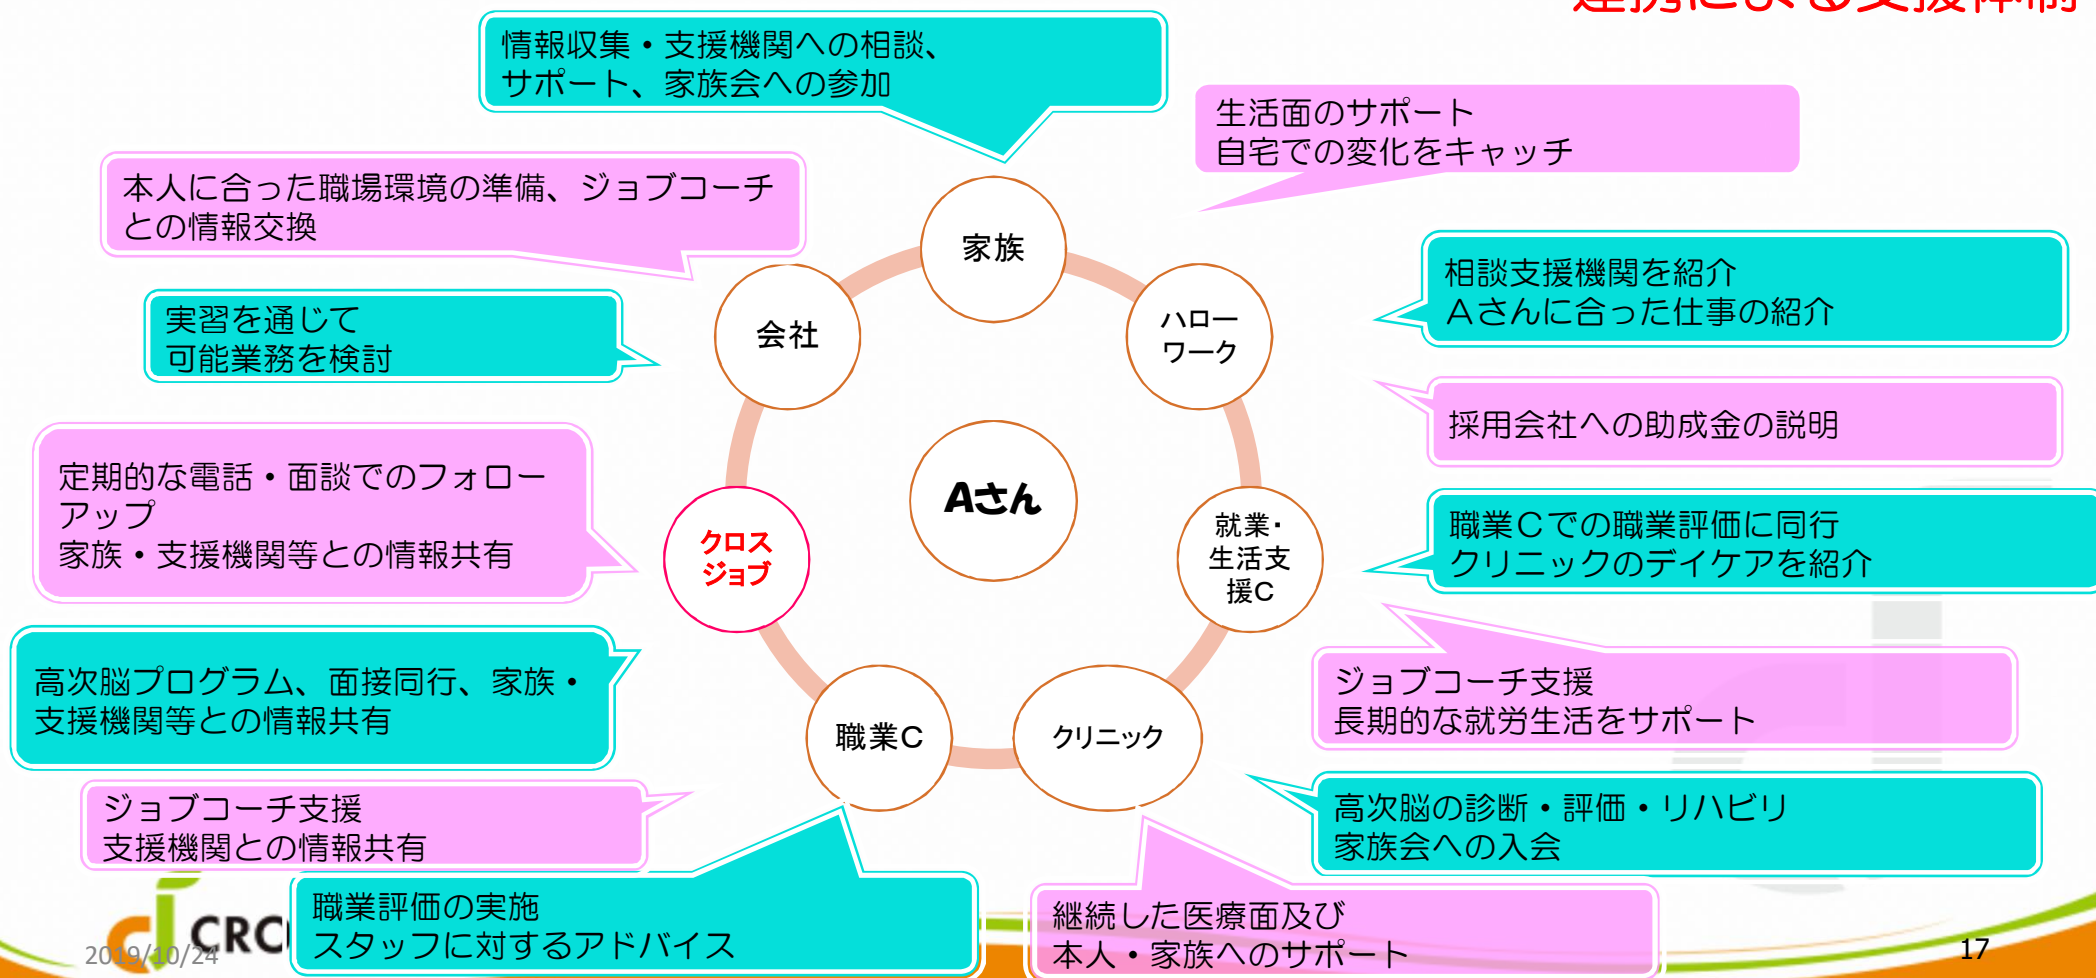 連携による支援体制
情報収集・支援機関への相談、
サポート、家族会への参加
生活面のサポート
自宅での変化をキャッチ
本人に合った職場環境の準備、ジョブコーチ
との情報交換
家族
相談支援機関を紹介
Aさんに合った仕事の紹介
実習を通じて
可能業務を検討
会社
ハロー
ワーク
採用会社への助成金の説明
定期的な電話・面談でのフォロー
アップ
家族・支援機関等との情報共有
Aさん
クロス
ジョブ
就業・
生活支
援C
職業Cでの職業評価に同行
クリニックのデイケアを紹介
高次脳プログラム、面接同行、家族・
支援機関等との情報共有
ジョブコーチ支援
長期的な就労生活をサポート
職業C
クリニック
ジョブコーチ支援
支援機関との情報共有
高次脳の診断・評価・リハビリ
家族会への入会
職業評価の実施
スタッフに対するアドバイス
継続した医療面及び
本人・家族へのサポート
CRC
2019/10/24
17